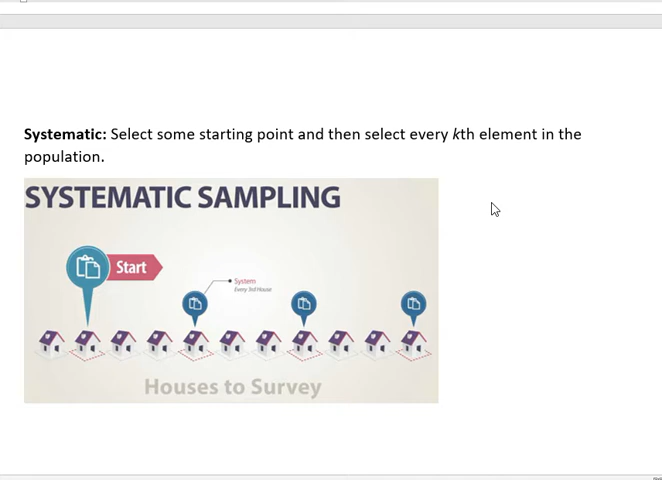 Systematic: Select some starting point and then select every kth element in the
population.
SYSTEMATIC SAMPLING
Start
System
Every 3rd House
Houses to Survey